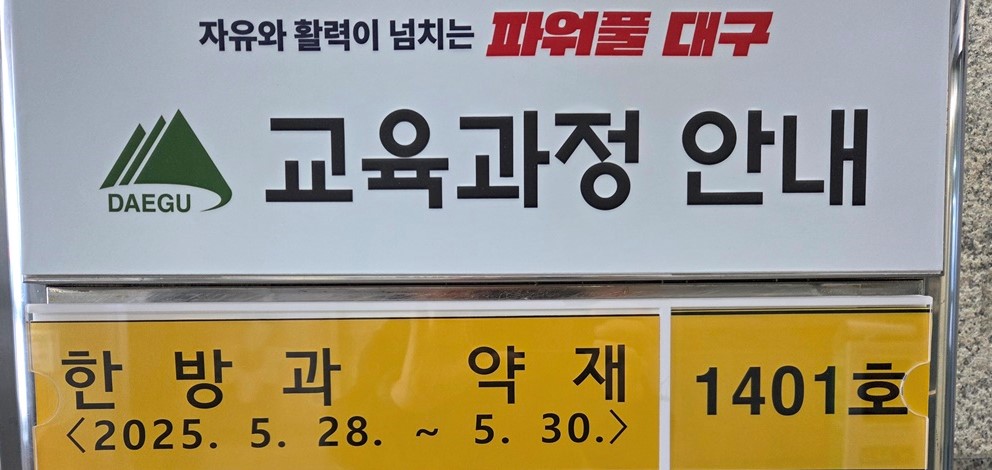 자유와 활력이 넘치는 파워풀 대구
DAEGU
교육과정 안내
한 방 과 약 재
<2025. 5. 28. ~ 5. 30.>
1401호